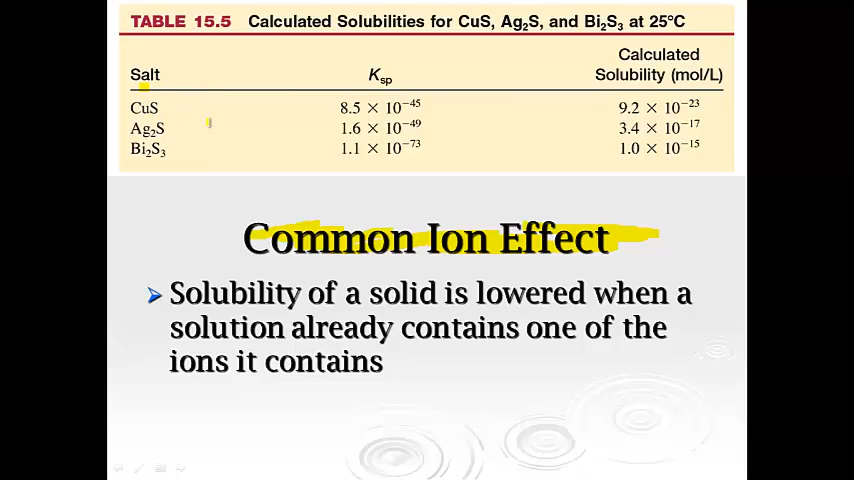 TABLE 15.5 Calculated Solubilities for CuS, Ag₂S, and Bi₂S₃ at 25°C
Calculated
Salt Ksp Solubility (mol/L)
CuS 8.5 × 10⁻⁴⁵ 9.2 × 10⁻²³
Ag₂S 1.6 × 10⁻⁴⁹ 3.4 × 10⁻¹⁷
Bi₂S₃ 1.1 × 10⁻⁷³ 1.0 × 10⁻¹⁵
Common Ion Effect
Solubility of a solid is lowered when a
solution already contains one of the
ions it contains